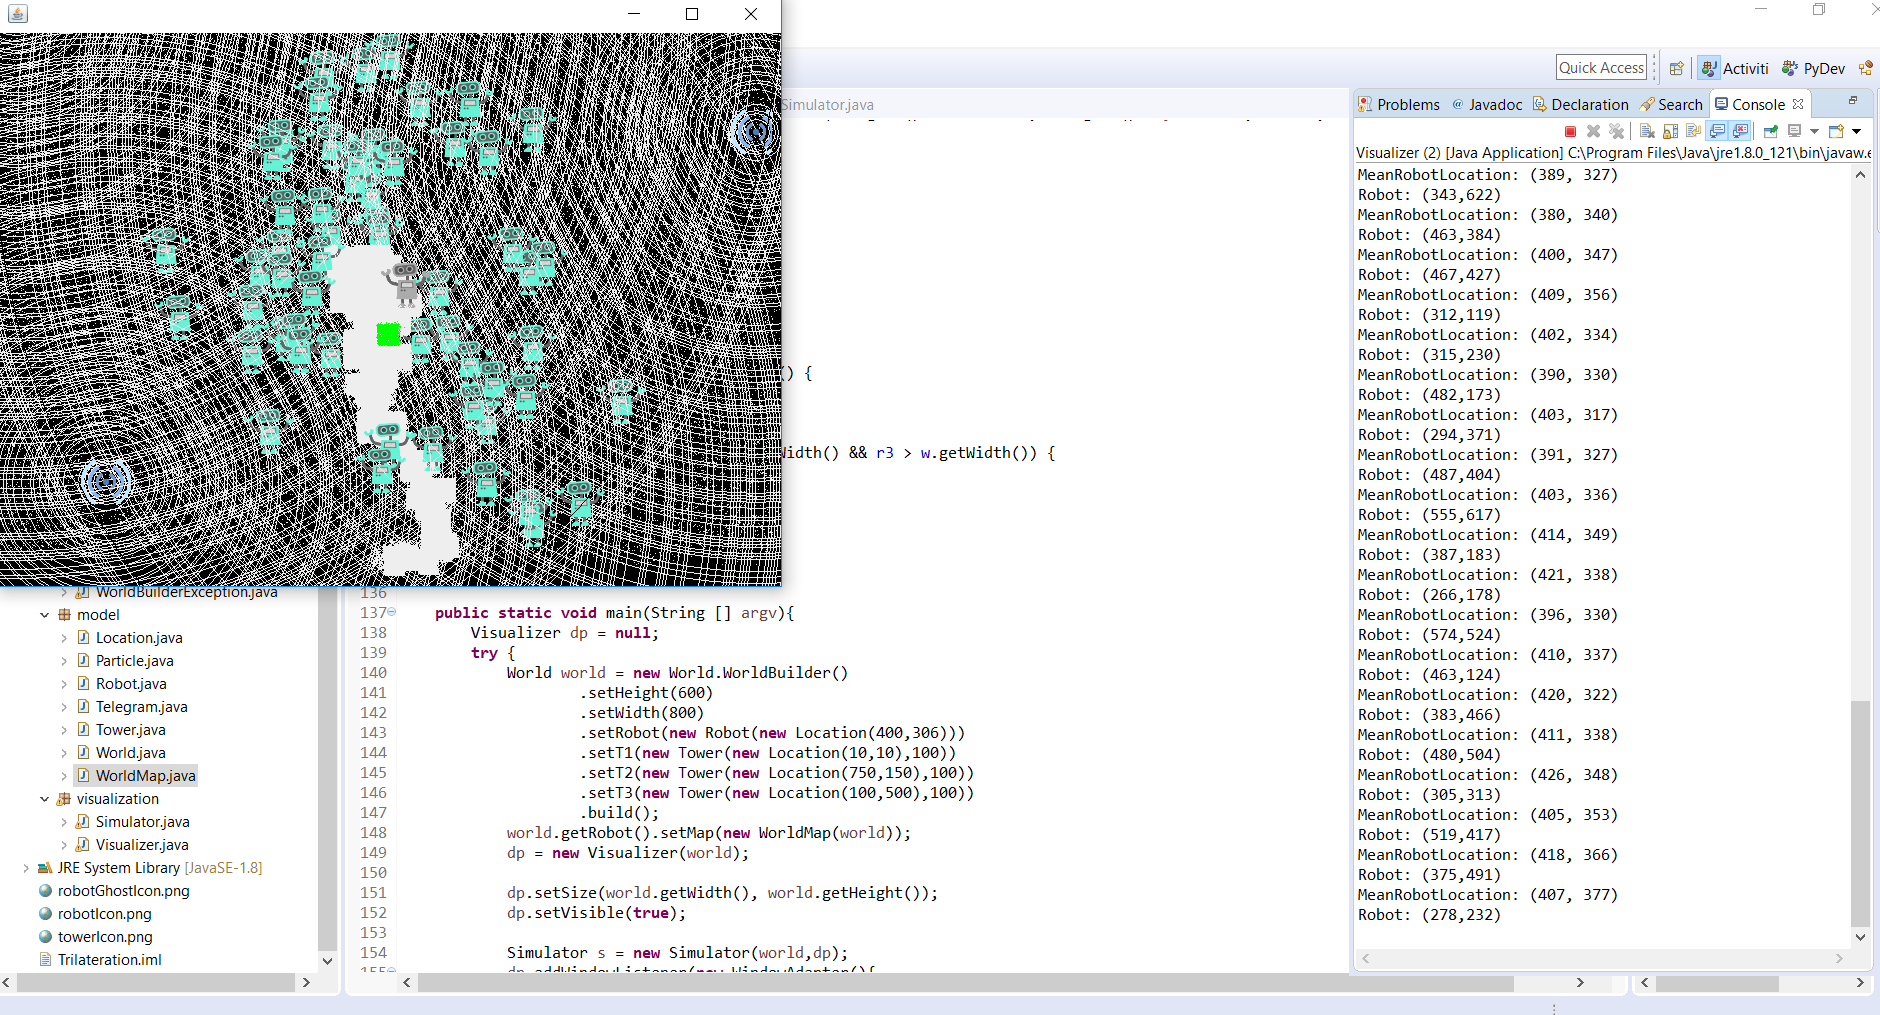 Quick Access
Activiti
PyDev
Simulator.java
Problems
@ Javadoc
Declaration
Search
Console
Visualizer (2) [Java Application] C:\Program Files\Java\jre1.8.0_121\bin\javaw.e
MeanRobotLocation: (389, 327)
Robot: (343,622)
MeanRobotLocation: (380, 340)
Robot: (463,384)
MeanRobotLocation: (400, 347)
Robot: (467,427)
MeanRobotLocation: (409, 356)
Robot: (312,119)
MeanRobotLocation: (402, 334)
Robot: (315,230)
MeanRobotLocation: (390, 330)
Robot: (482,173)
MeanRobotLocation: (403, 317)
Robot: (294,371)
MeanRobotLocation: (391, 327)
Robot: (487,404)
MeanRobotLocation: (403, 336)
Robot: (555,617)
MeanRobotLocation: (414, 349)
Robot: (387,183)
MeanRobotLocation: (421, 338)
Robot: (266,178)
MeanRobotLocation: (396, 330)
Robot: (574,524)
MeanRobotLocation: (410, 337)
Robot: (463,124)
MeanRobotLocation: (420, 322)
Robot: (383,466)
MeanRobotLocation: (411, 338)
Robot: (480,504)
MeanRobotLocation: (426, 348)
Robot: (305,313)
MeanRobotLocation: (405, 353)
Robot: (519,417)
MeanRobotLocation: (418, 366)
Robot: (375,491)
MeanRobotLocation: (407, 377)
Robot: (278,232)
) {
Width() && r3 > w.getWidth()) {
WorldBuilderException.java
model
Location.java
Particle.java
Robot.java
Telegram.java
Tower.java
World.java
WorldMap.java
visualization
Simulator.java
Visualizer.java
JRE System Library [JavaSE-1.8]
robotGhostIcon.png
robotIcon.png
towerIcon.png
Trilateration.iml
136
137 public static void main(String [] argv){
138 Visualizer dp = null;
139 try {
140 World world = new World.WorldBuilder()
141 .setHeight(600)
142 .setWidth(800)
143 .setRobot(new Robot(new Location(400,306)))
144 .setT1(new Tower(new Location(10,10),100))
145 .setT2(new Tower(new Location(750,150),100))
146 .setT3(new Tower(new Location(100,500),100))
147 .build();
148 world.getRobot().setMap(new WorldMap(world));
149 dp = new Visualizer(world);
150
151 dp.setSize(world.getWidth(), world.getHeight());
152 dp.setVisible(true);
153
154 Simulator s = new Simulator(world,dp);
155 dp.addWindowListener(new WindowAdapter(){